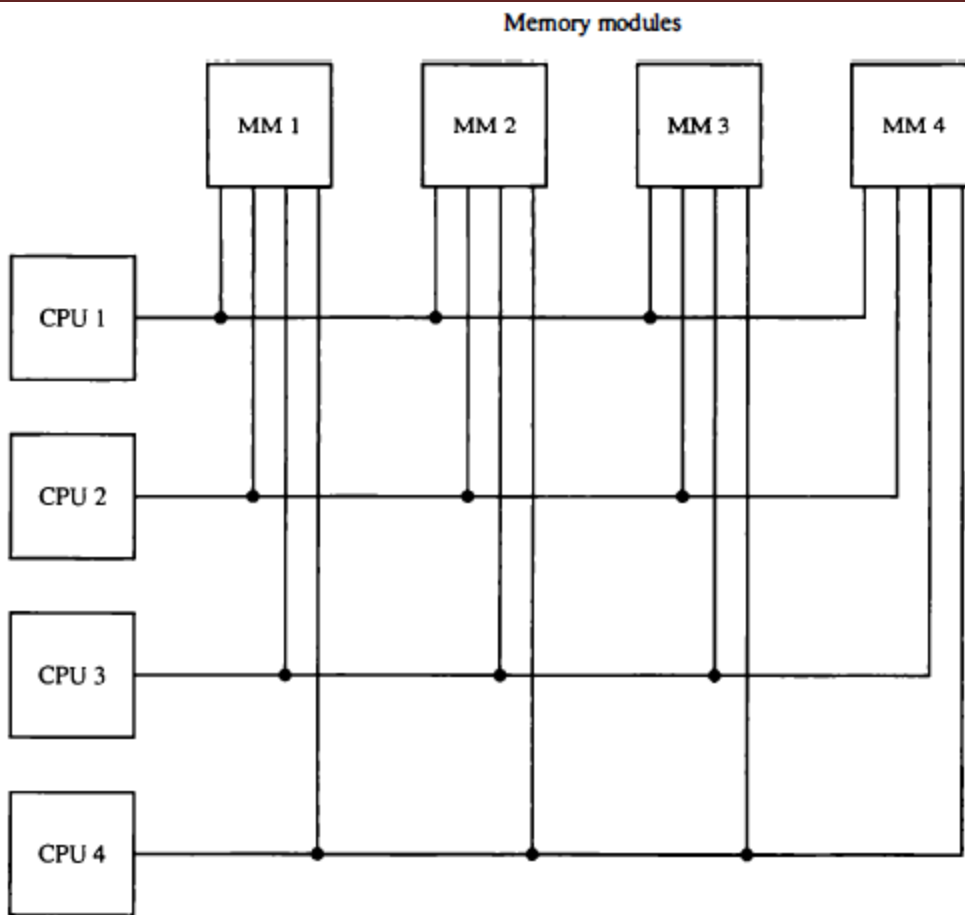 Memory modules
MM 1
MM 2
MM 3
MM 4
CPU 1
CPU 2
CPU 3
CPU 4